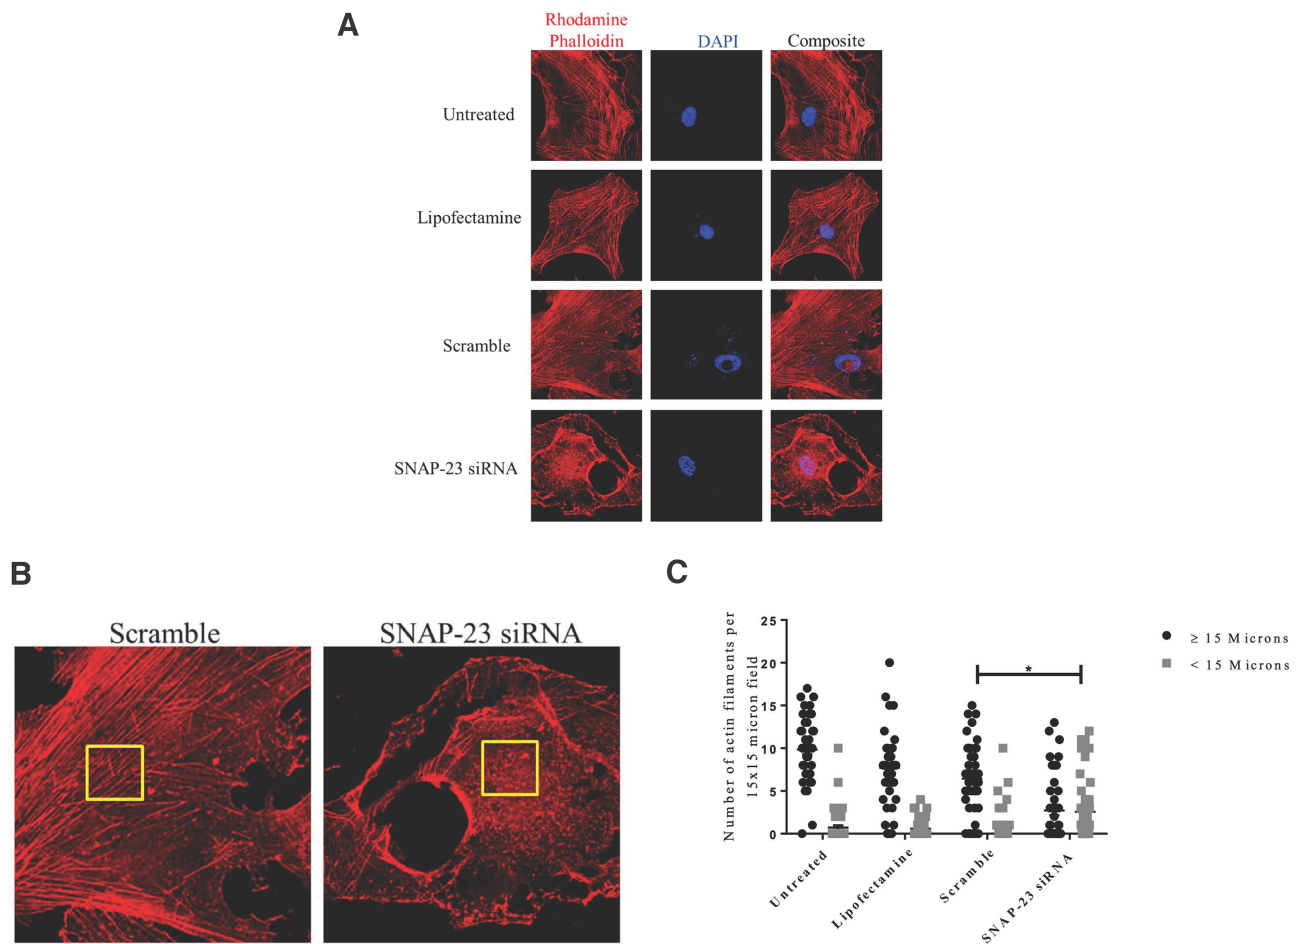 A
Rhodamine
Phalloidin
DAPI
Composite
Untreated
Lipofectamine
Scramble
SNAP-23 siRNA
B
Scramble
SNAP-23 siRNA
C
Number of actin filaments per
15x15 micron field
25
20
15
10
5
0
*
Untreated
Lipofectamine
Scramble
SNAP-23 siRNA
≥ 15 Microns
< 15 Microns